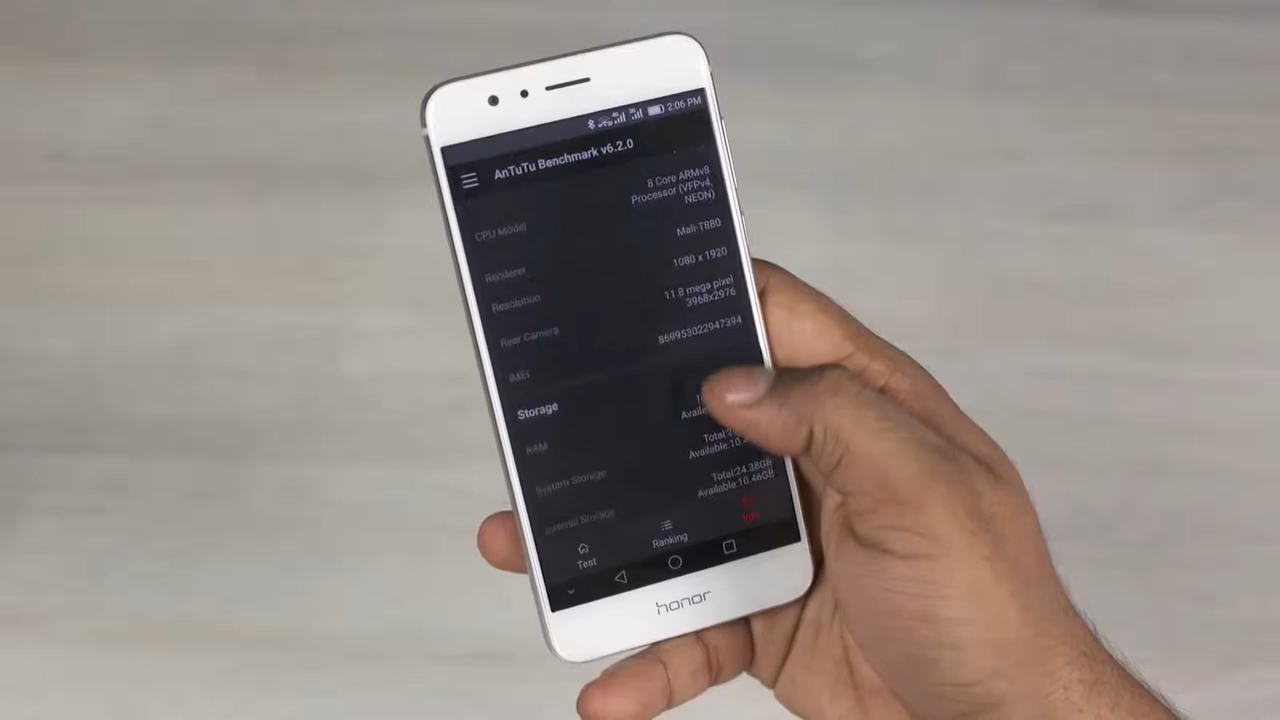 2:06 PM
AnTuTu Benchmark v6.2.0
CPU Model
8 Core ARMv8
Processor (VFPv4,
NEON)
Renderer
Mali-T880
Resolution
1080 x 1920
Rear Camera
11.8 mega pixel
3968x2976
IMEI
869953022947394
Storage
RAM
System Storage
Internal Storage
Total:24.38GB
Available:10.46GB
Test
Ranking
Info
honor